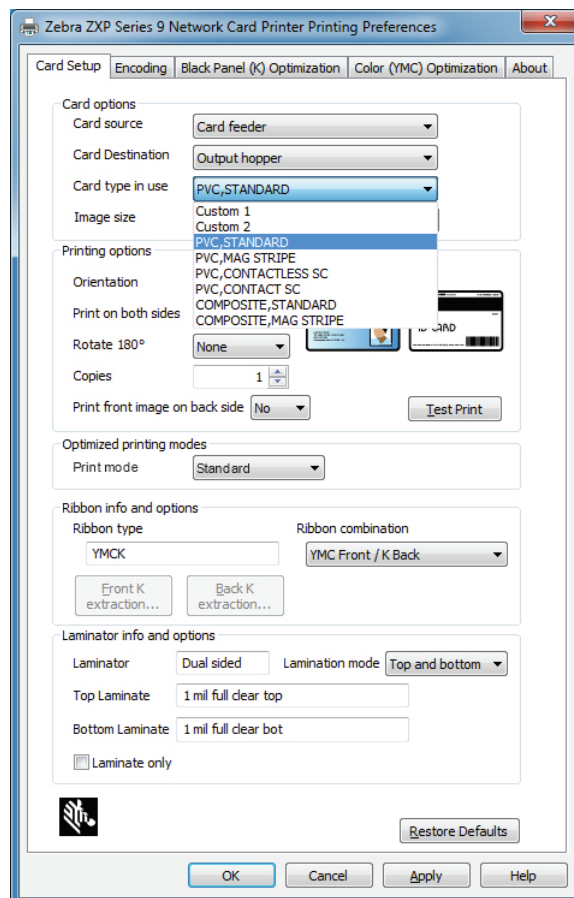 Zebra ZXP Series 9 Network Card Printer Printing Preferences
Card Setup Encoding Black Panel (K) Optimization Color (YMC) Optimization About
Card options
Card source Card feeder
Card Destination Output hopper
Card type in use PVC,STANDARD
Image size
Custom 1
Custom 2
PVC,STANDARD
PVC,MAG STRIPE
PVC,CONTACTLESS SC
PVC,CONTACT SC
COMPOSITE,STANDARD
COMPOSITE,MAG STRIPE
Printing options
Orientation
Print on both sides
Rotate 180° None
Copies 1
Print front image on back side No Test Print
Optimized printing modes
Print mode Standard
Ribbon info and options
Ribbon type Ribbon combination
YMCK YMC Front / K Back
Front K extraction... Back K extraction...
Laminator info and options
Laminator Dual sided Lamination mode Top and bottom
Top Laminate 1 mil full clear top
Bottom Laminate 1 mil full clear bot
Laminate only
Restore Defaults
OK Cancel Apply Help